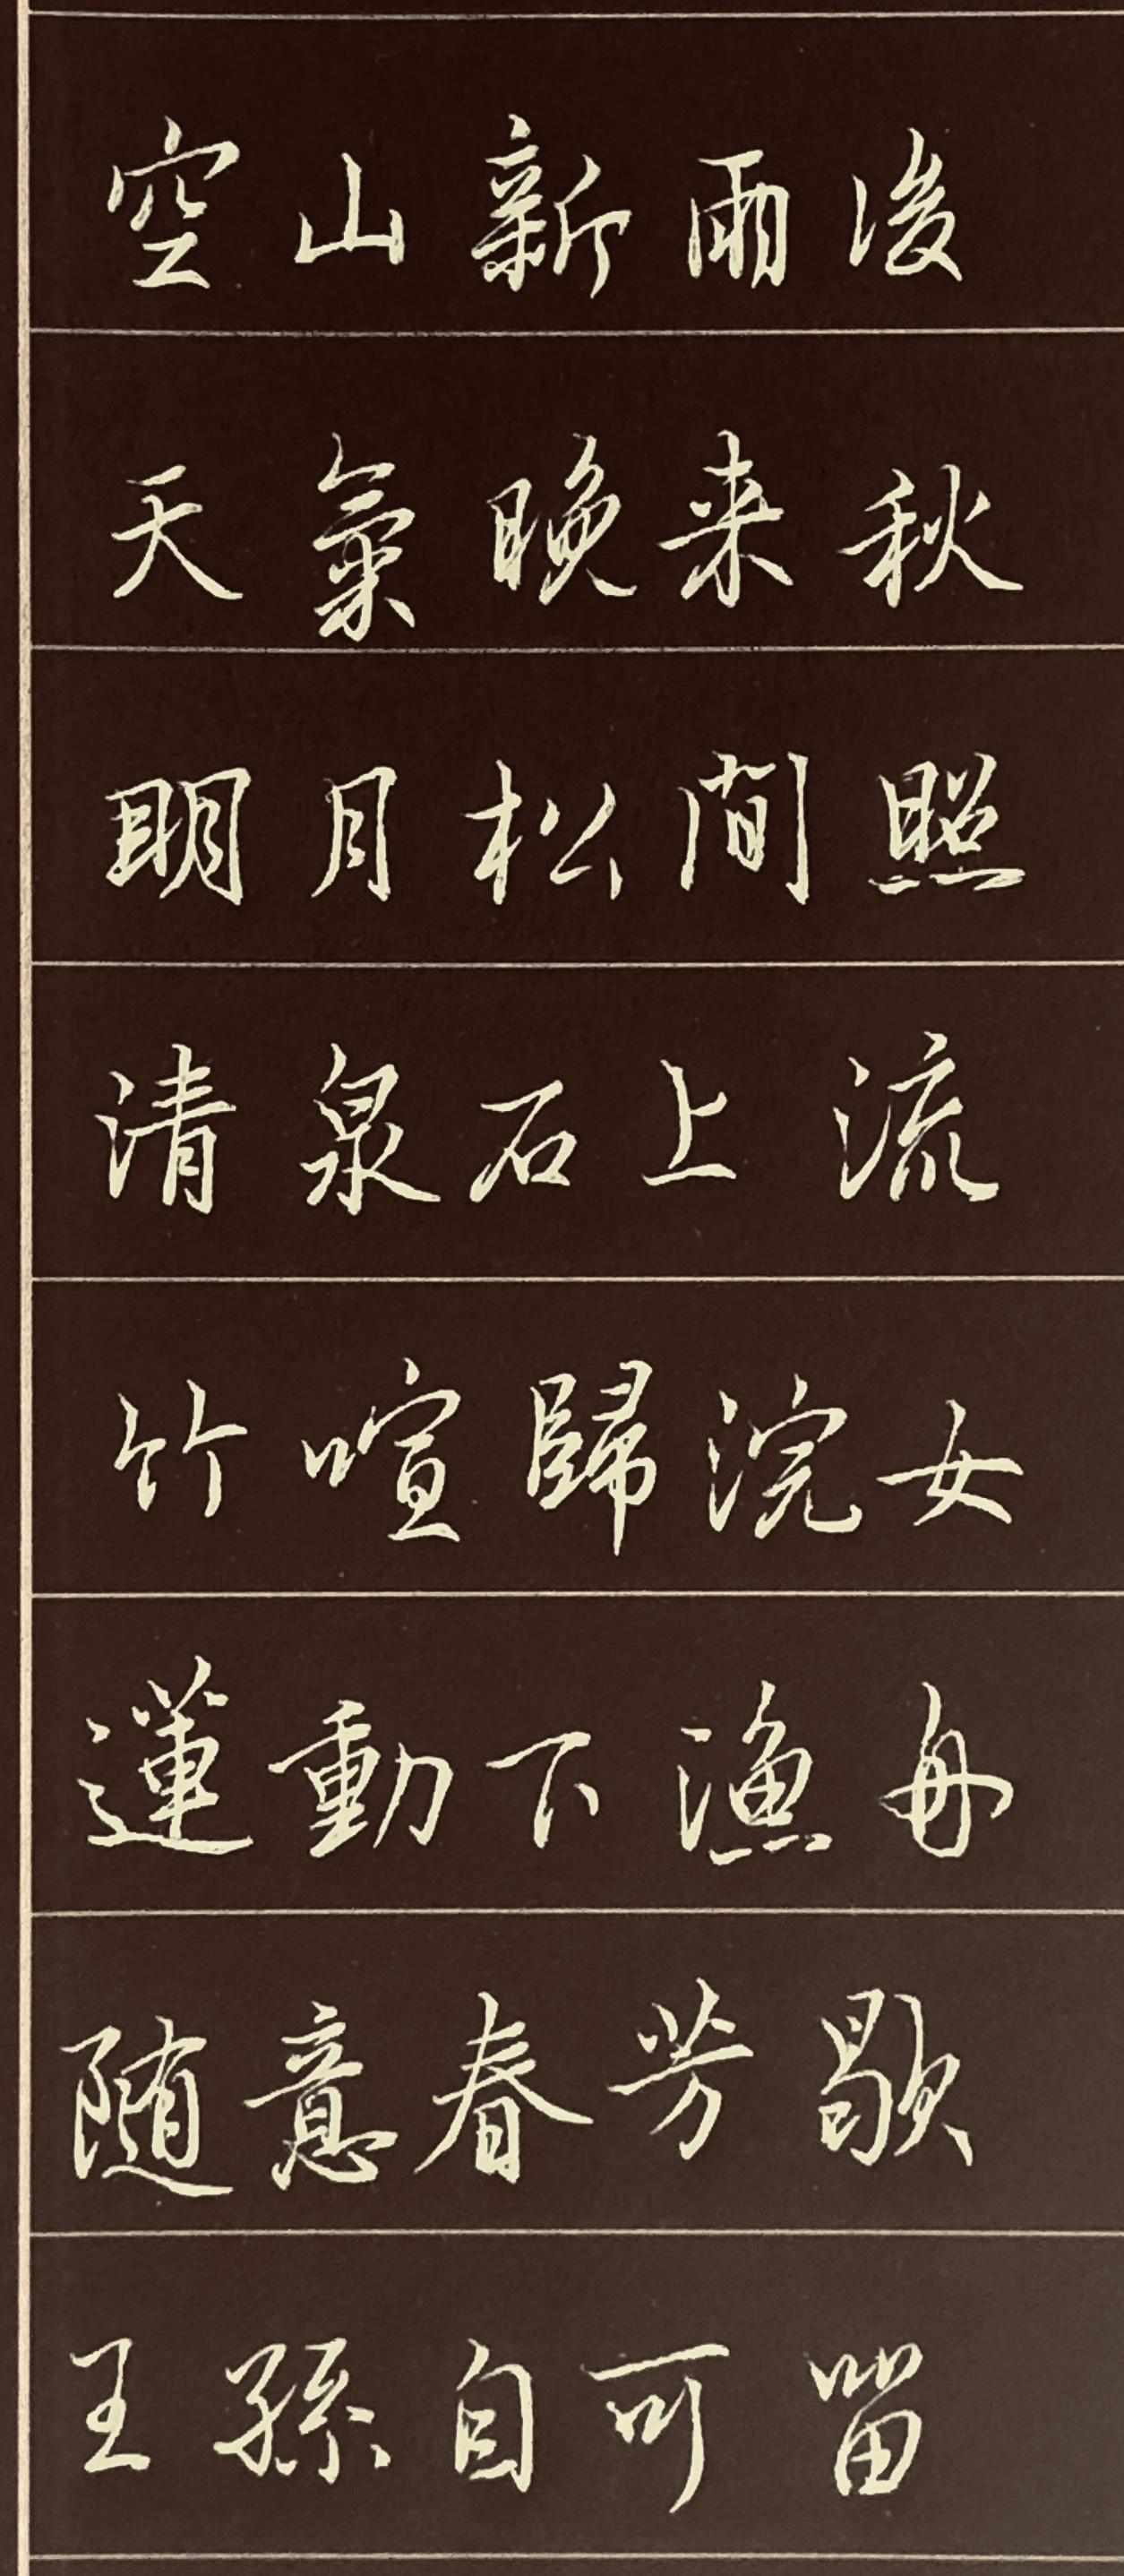 空山新雨後
天氣晚来秋
明月松間照
清泉石上流
竹喧歸浣女
蓮動下漁舟
随意春芳歇
王孫自可留